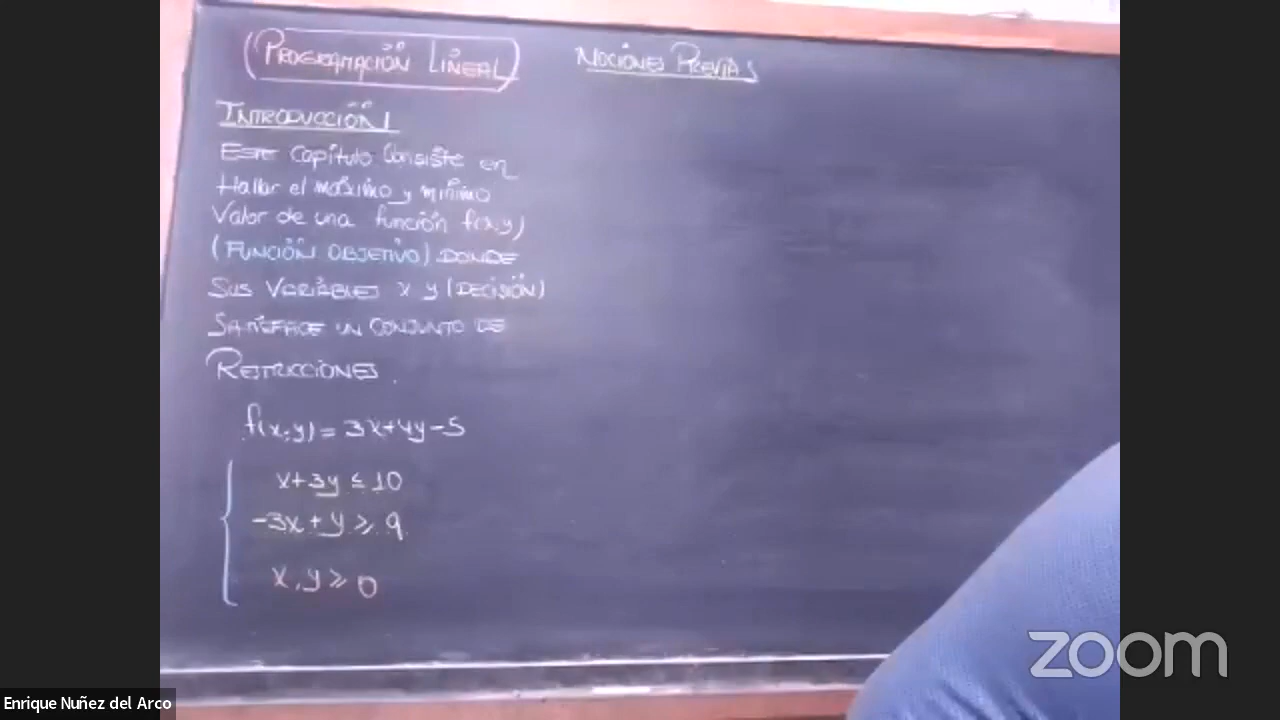 (PROGRAMACIÓN LINEAL)
INTRODUCCIÓN
Este Capítulo Consiste en
Hallar el máximo y mínimo
Valor de una función f(x,y)
(FUNCIÓN OBJETIVO) DONDE
SUS VARIABLES x y (DECISIÓN)
SATISFACE UN CONJUNTO DE
RESTRICCIONES.
f(x,y) = 3x+4y-5
x+3y ≤ 10
-3x+y ≥ 9
x,y ≥ 0
NOCIONES PREVIAS
zoom
Enrique Nuñez del Arco